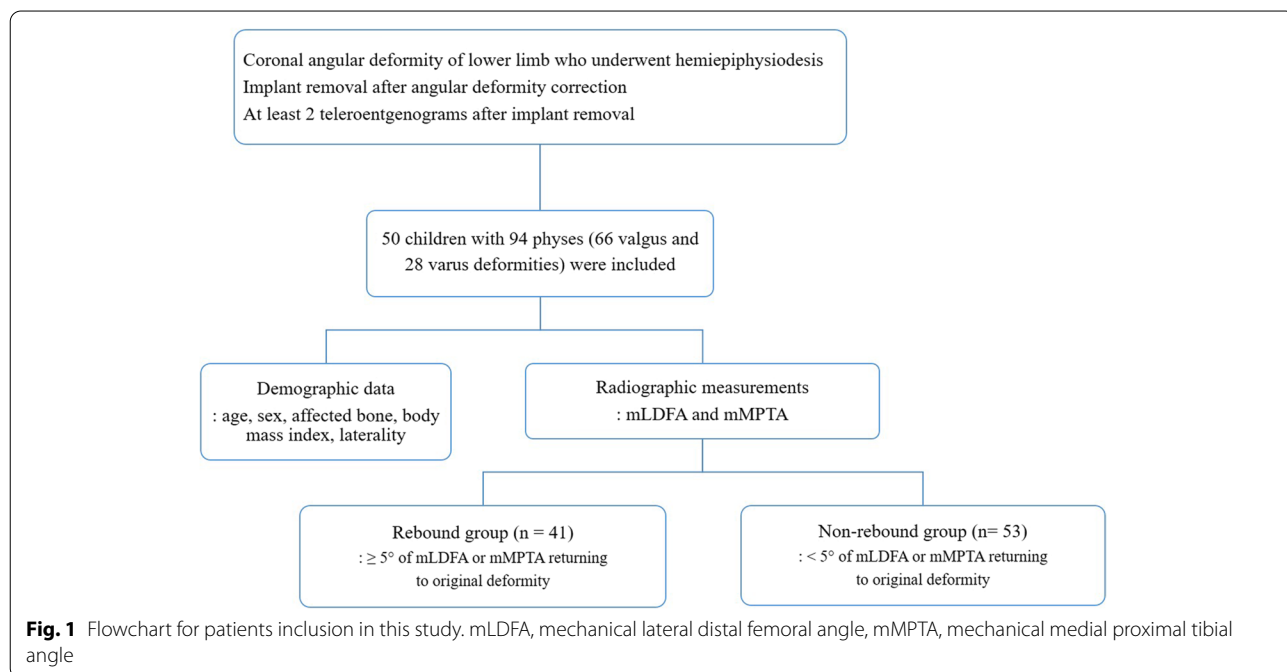 Coronal angular deformity of lower limb who underwent hemiepiphysiodesis
Implant removal after angular deformity correction
At least 2 teleroentgenograms after implant removal
50 children with 94 physes (66 valgus and
28 varus deformities) were included
Demographic data
: age, sex, affected bone, body
mass index, laterality
Radiographic measurements
: mLDFA and mMPTA
Rebound group (n = 41)
: ≥ 5° of mLDFA or mMPTA returning
to original deformity
Non-rebound group (n= 53)
: < 5° of mLDFA or mMPTA returning
to original deformity
Fig. 1 Flowchart for patients inclusion in this study. mLDFA, mechanical lateral distal femoral angle, mMPTA, mechanical medial proximal tibial
angle